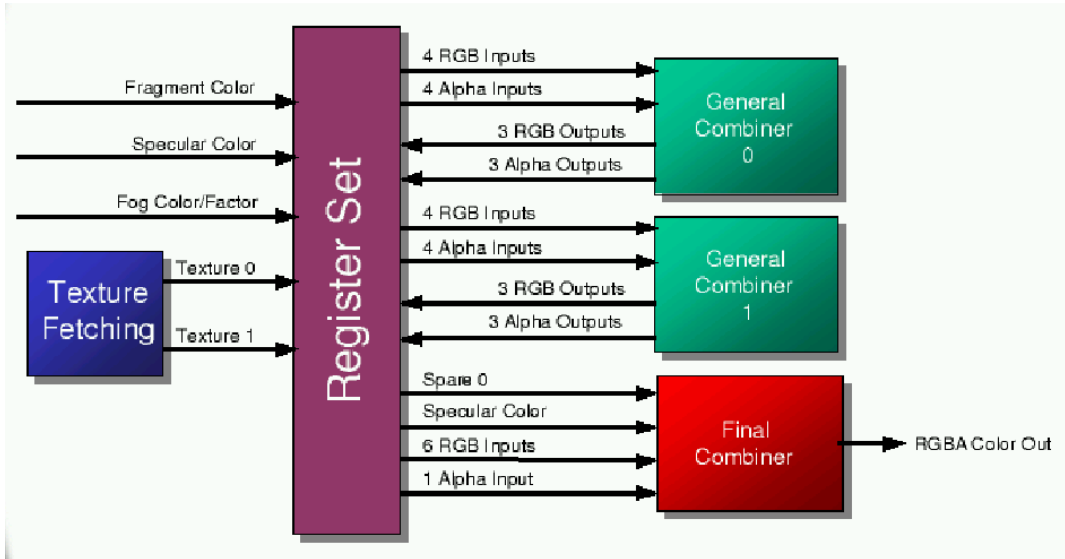 Fragment Color
Specular Color
Fog Color/Factor
Texture
Fetching
Texture 0
Texture 1
Register Set
4 RGB Inputs
4 Alpha Inputs
3 RGB Outputs
3 Alpha Outputs
General
Combiner
0
4 RGB Inputs
4 Alpha Inputs
3 RGB Outputs
3 Alpha Outputs
General
Combiner
1
Spare 0
Specular Color
6 RGB Inputs
1 Alpha Input
Final
Combiner
RGBA Color Out